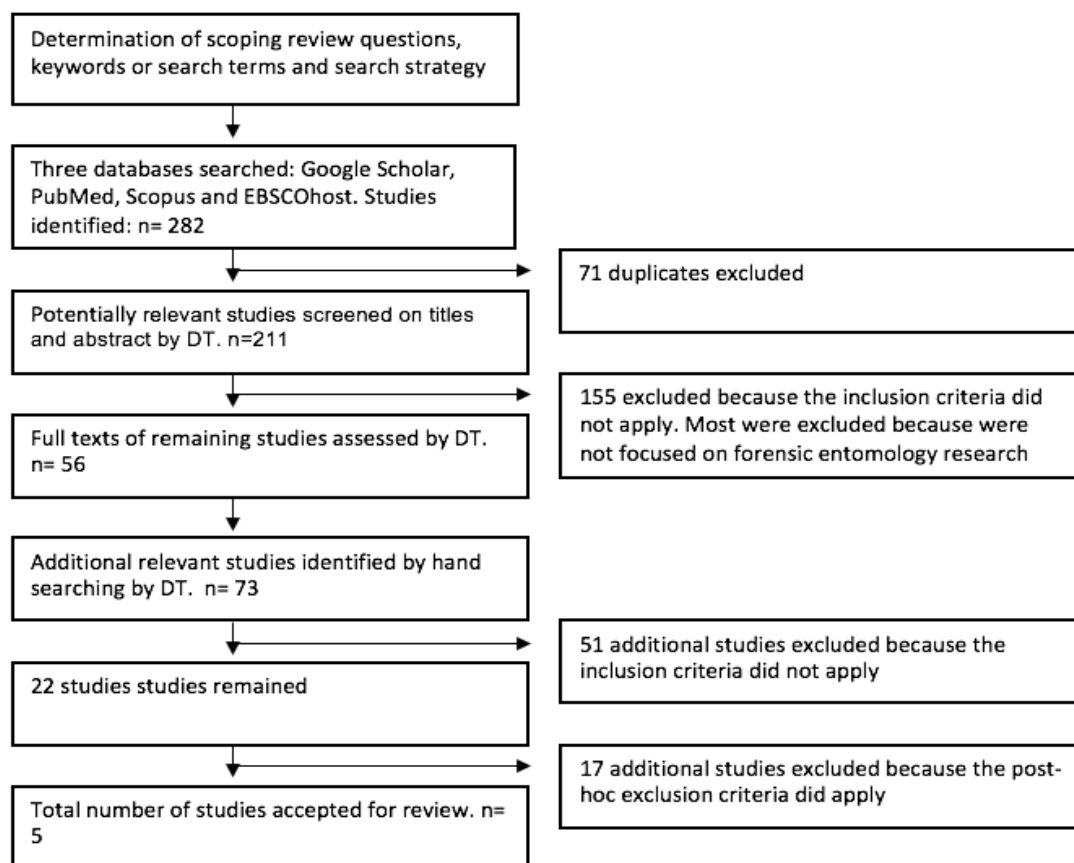 Determination of scoping review questions,
keywords or search terms and search strategy
Three databases searched: Google Scholar,
PubMed, Scopus and EBSCOhost. Studies
identified: n= 282
71 duplicates excluded
Potentially relevant studies screened on titles
and abstract by DT. n=211
155 excluded because the inclusion criteria did
not apply. Most were excluded because were
not focused on forensic entomology research
Full texts of remaining studies assessed by DT.
n= 56
Additional relevant studies identified by hand
searching by DT.  n= 73
51 additional studies excluded because the
inclusion criteria did not apply
22 studies studies remained
17 additional studies excluded because the post-
hoc exclusion criteria did apply
Total number of studies accepted for review. n=
5